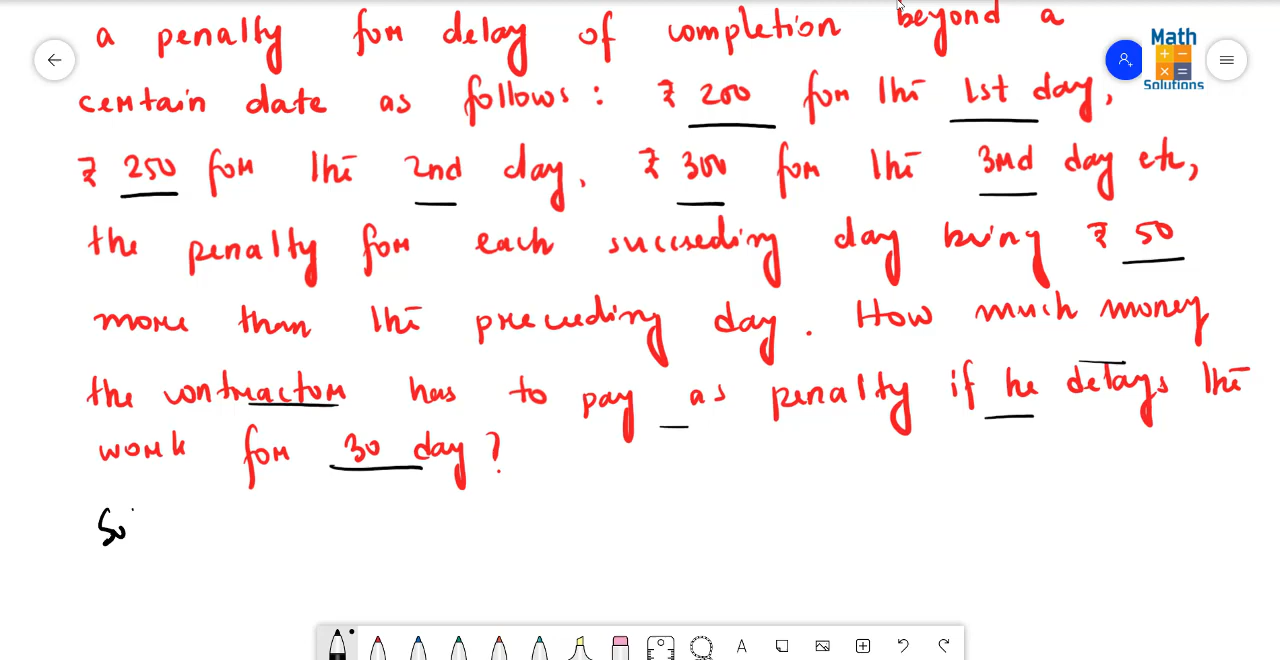 a penalty for delay of completion beyond a
certain date as follows: ₹ 200 for the 1st day,
₹ 250 for the 2nd day, ₹ 300 for the 3rd day etc,
the penalty for each succeeding day being ₹ 50
more than the preceeding day. How much money
the contractor has to pay as penalty if he delays the
work for 30 day?
So
Math
Solutions
A